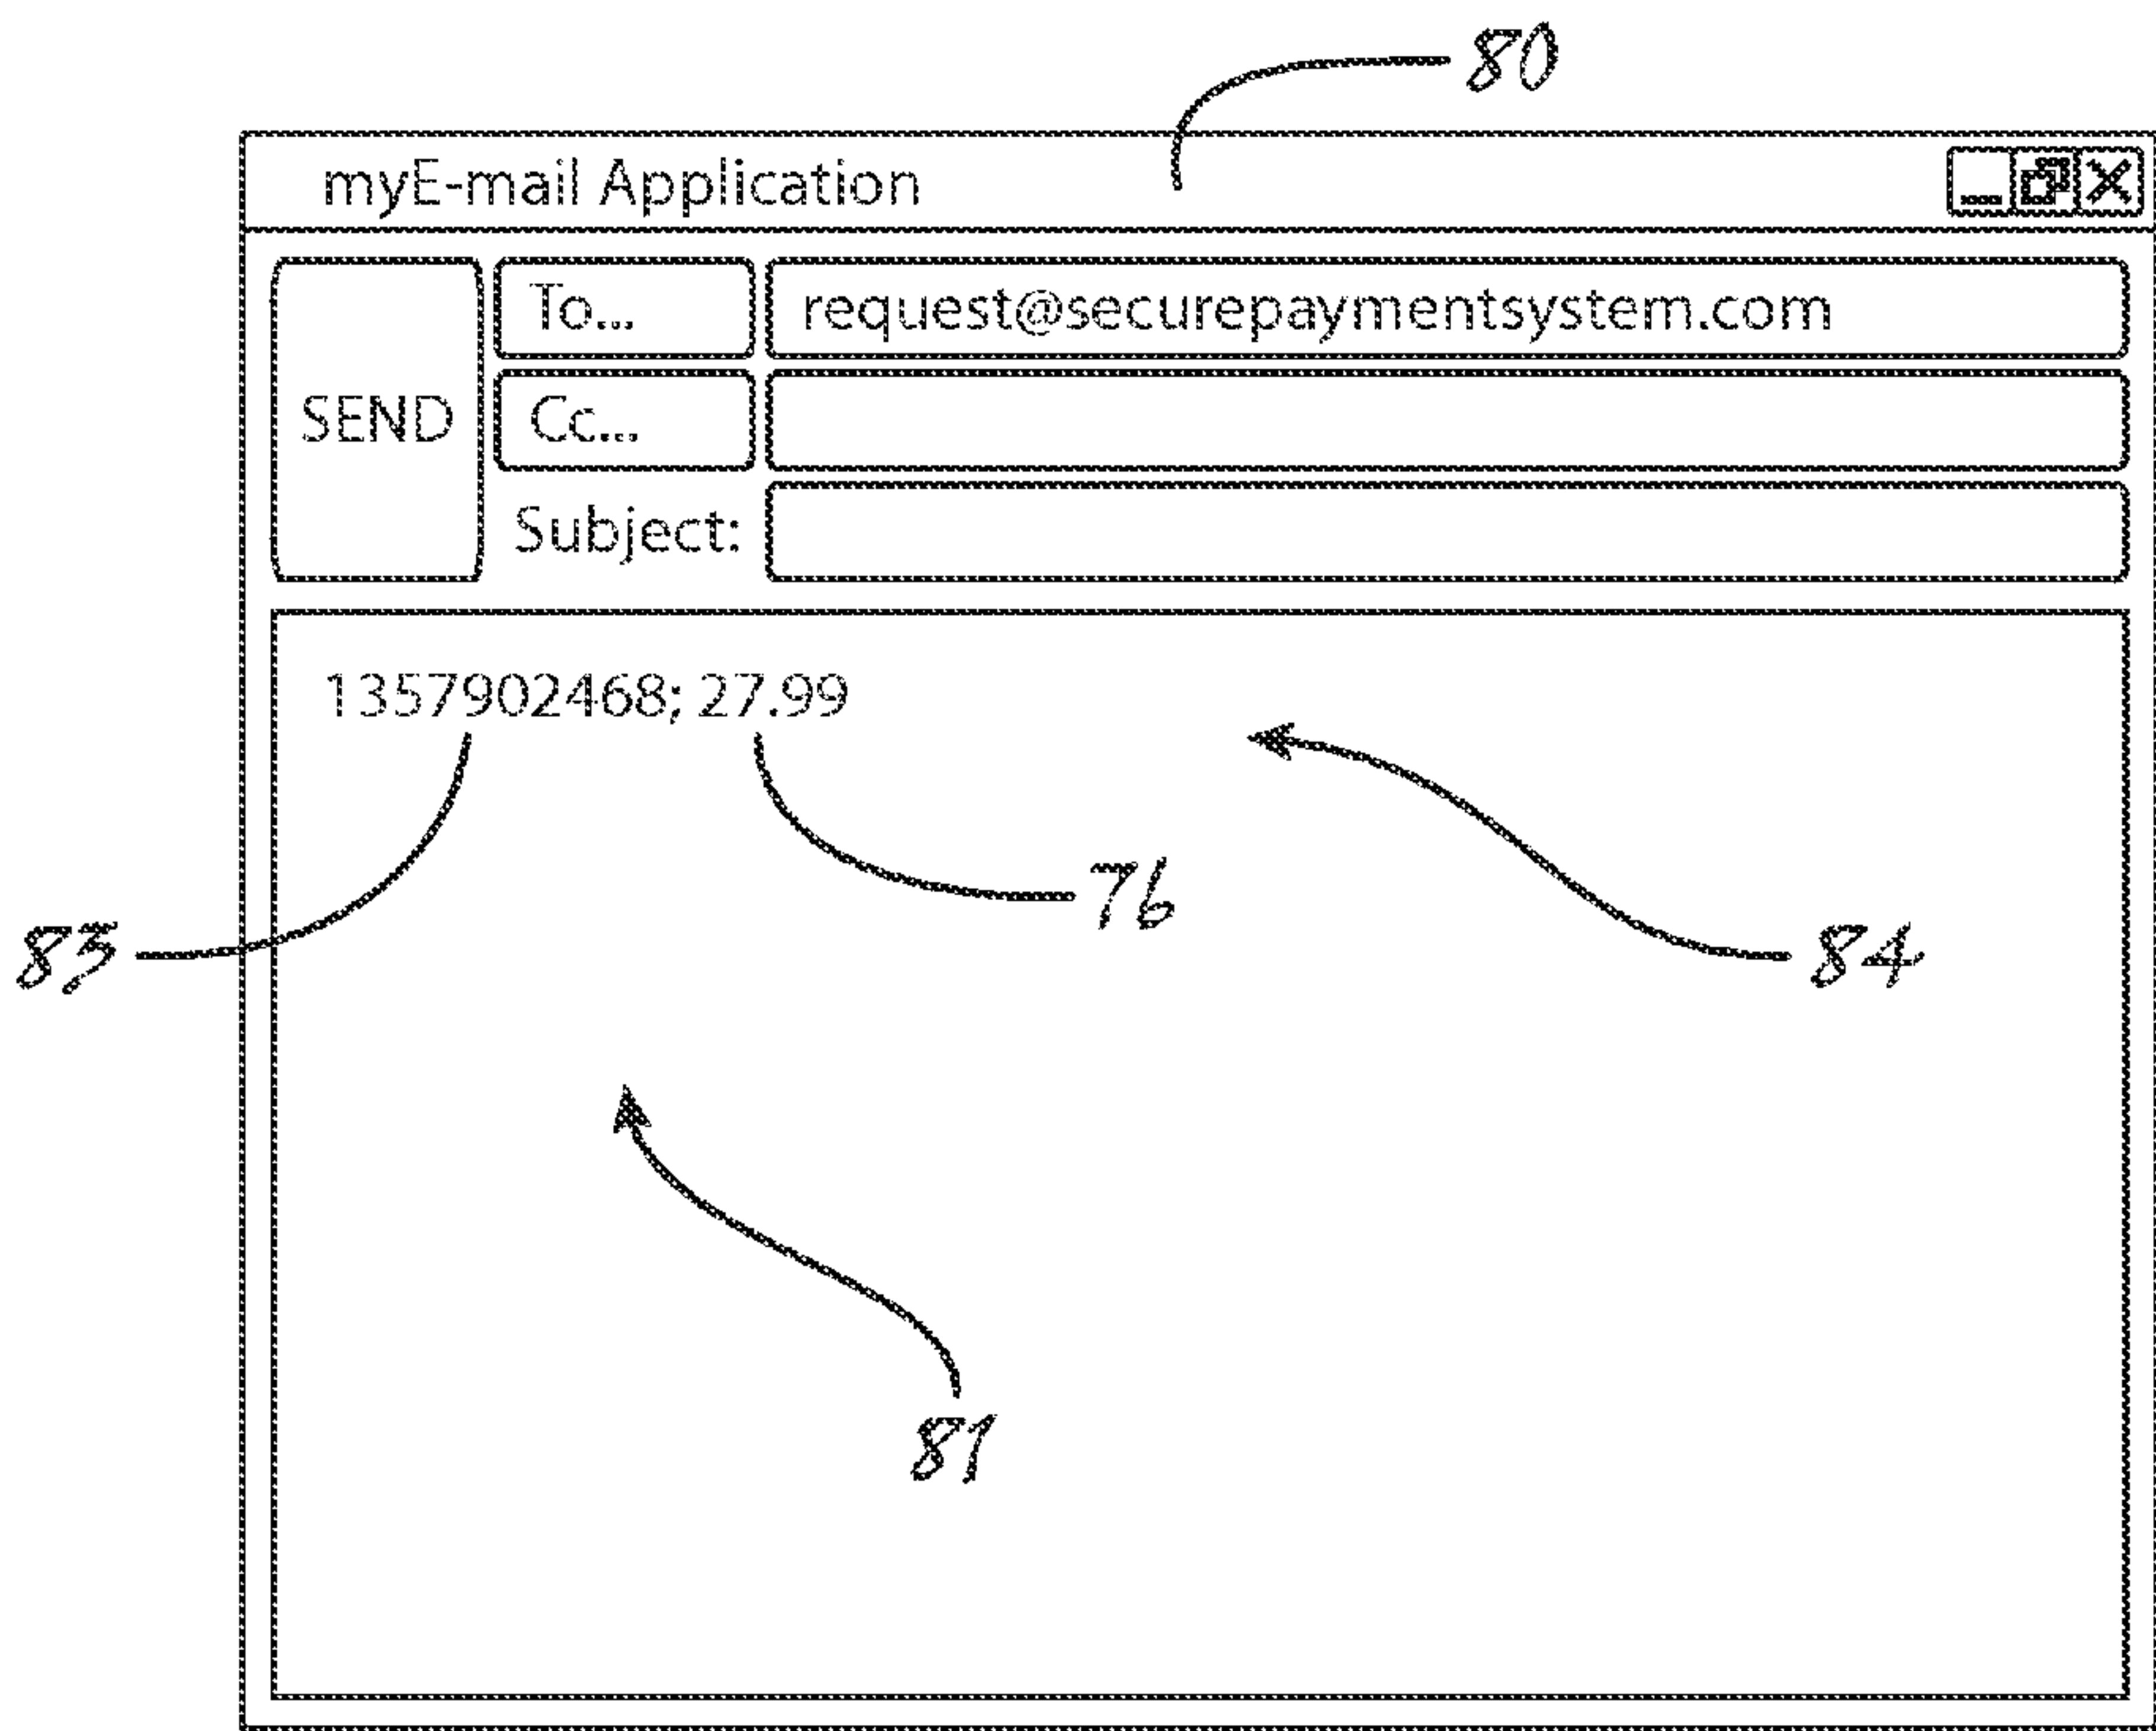 80
myE-mail Application
To... request@securepaymentsystem.com
SEND Cc...
Subject:
1357902468; 27.99
76
83 84
81